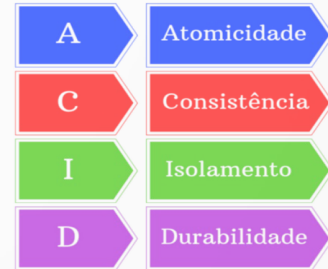 A Atomicidade
C Consistência
I Isolamento
D Durabilidade